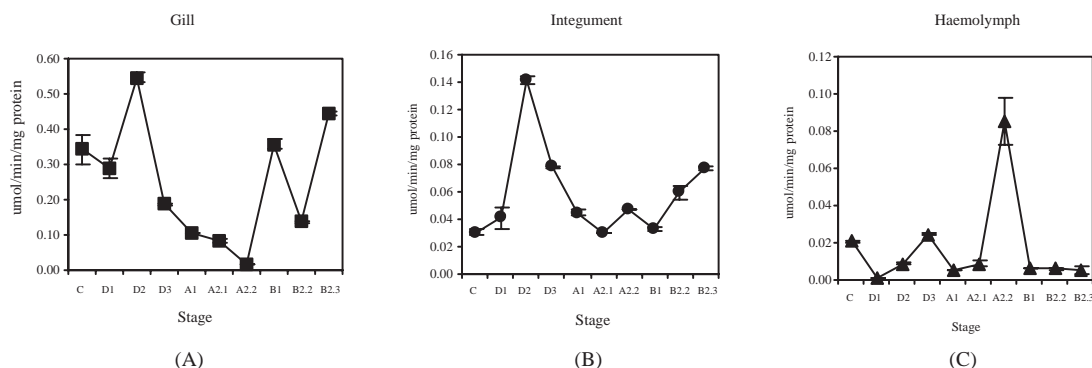 Gill
umol/min/mg protein
0.60
0.50
0.40
0.30
0.20
0.10
0.00
C D1 D2 D3 A1 A2.1 A2.2 B1 B2.2 B2.3
Stage
(A)
Integument
umol/min/mg protein
0.16
0.14
0.12
0.10
0.08
0.06
0.04
0.02
0.00
C D1 D2 D3 A1 A2.1 A2.2 B1 B2.2 B2.3
Stage
(B)
Haemolymph
umol/min/mg protein
0.12
0.10
0.08
0.06
0.04
0.02
0.00
C D1 D2 D3 A1 A2.1 A2.2 B1 B2.2 B2.3
Stage
(C)